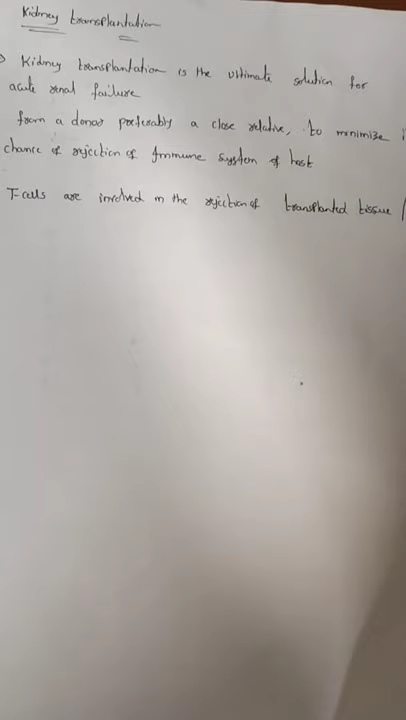 Kidney transplantation
Kidney transplantation is the ultimate solution for
acute renal failure
from a donor preferably a close relative, to minimize
chance of rejection of Immune system of host
T-cells are involved in the rejection of transplanted tissue /